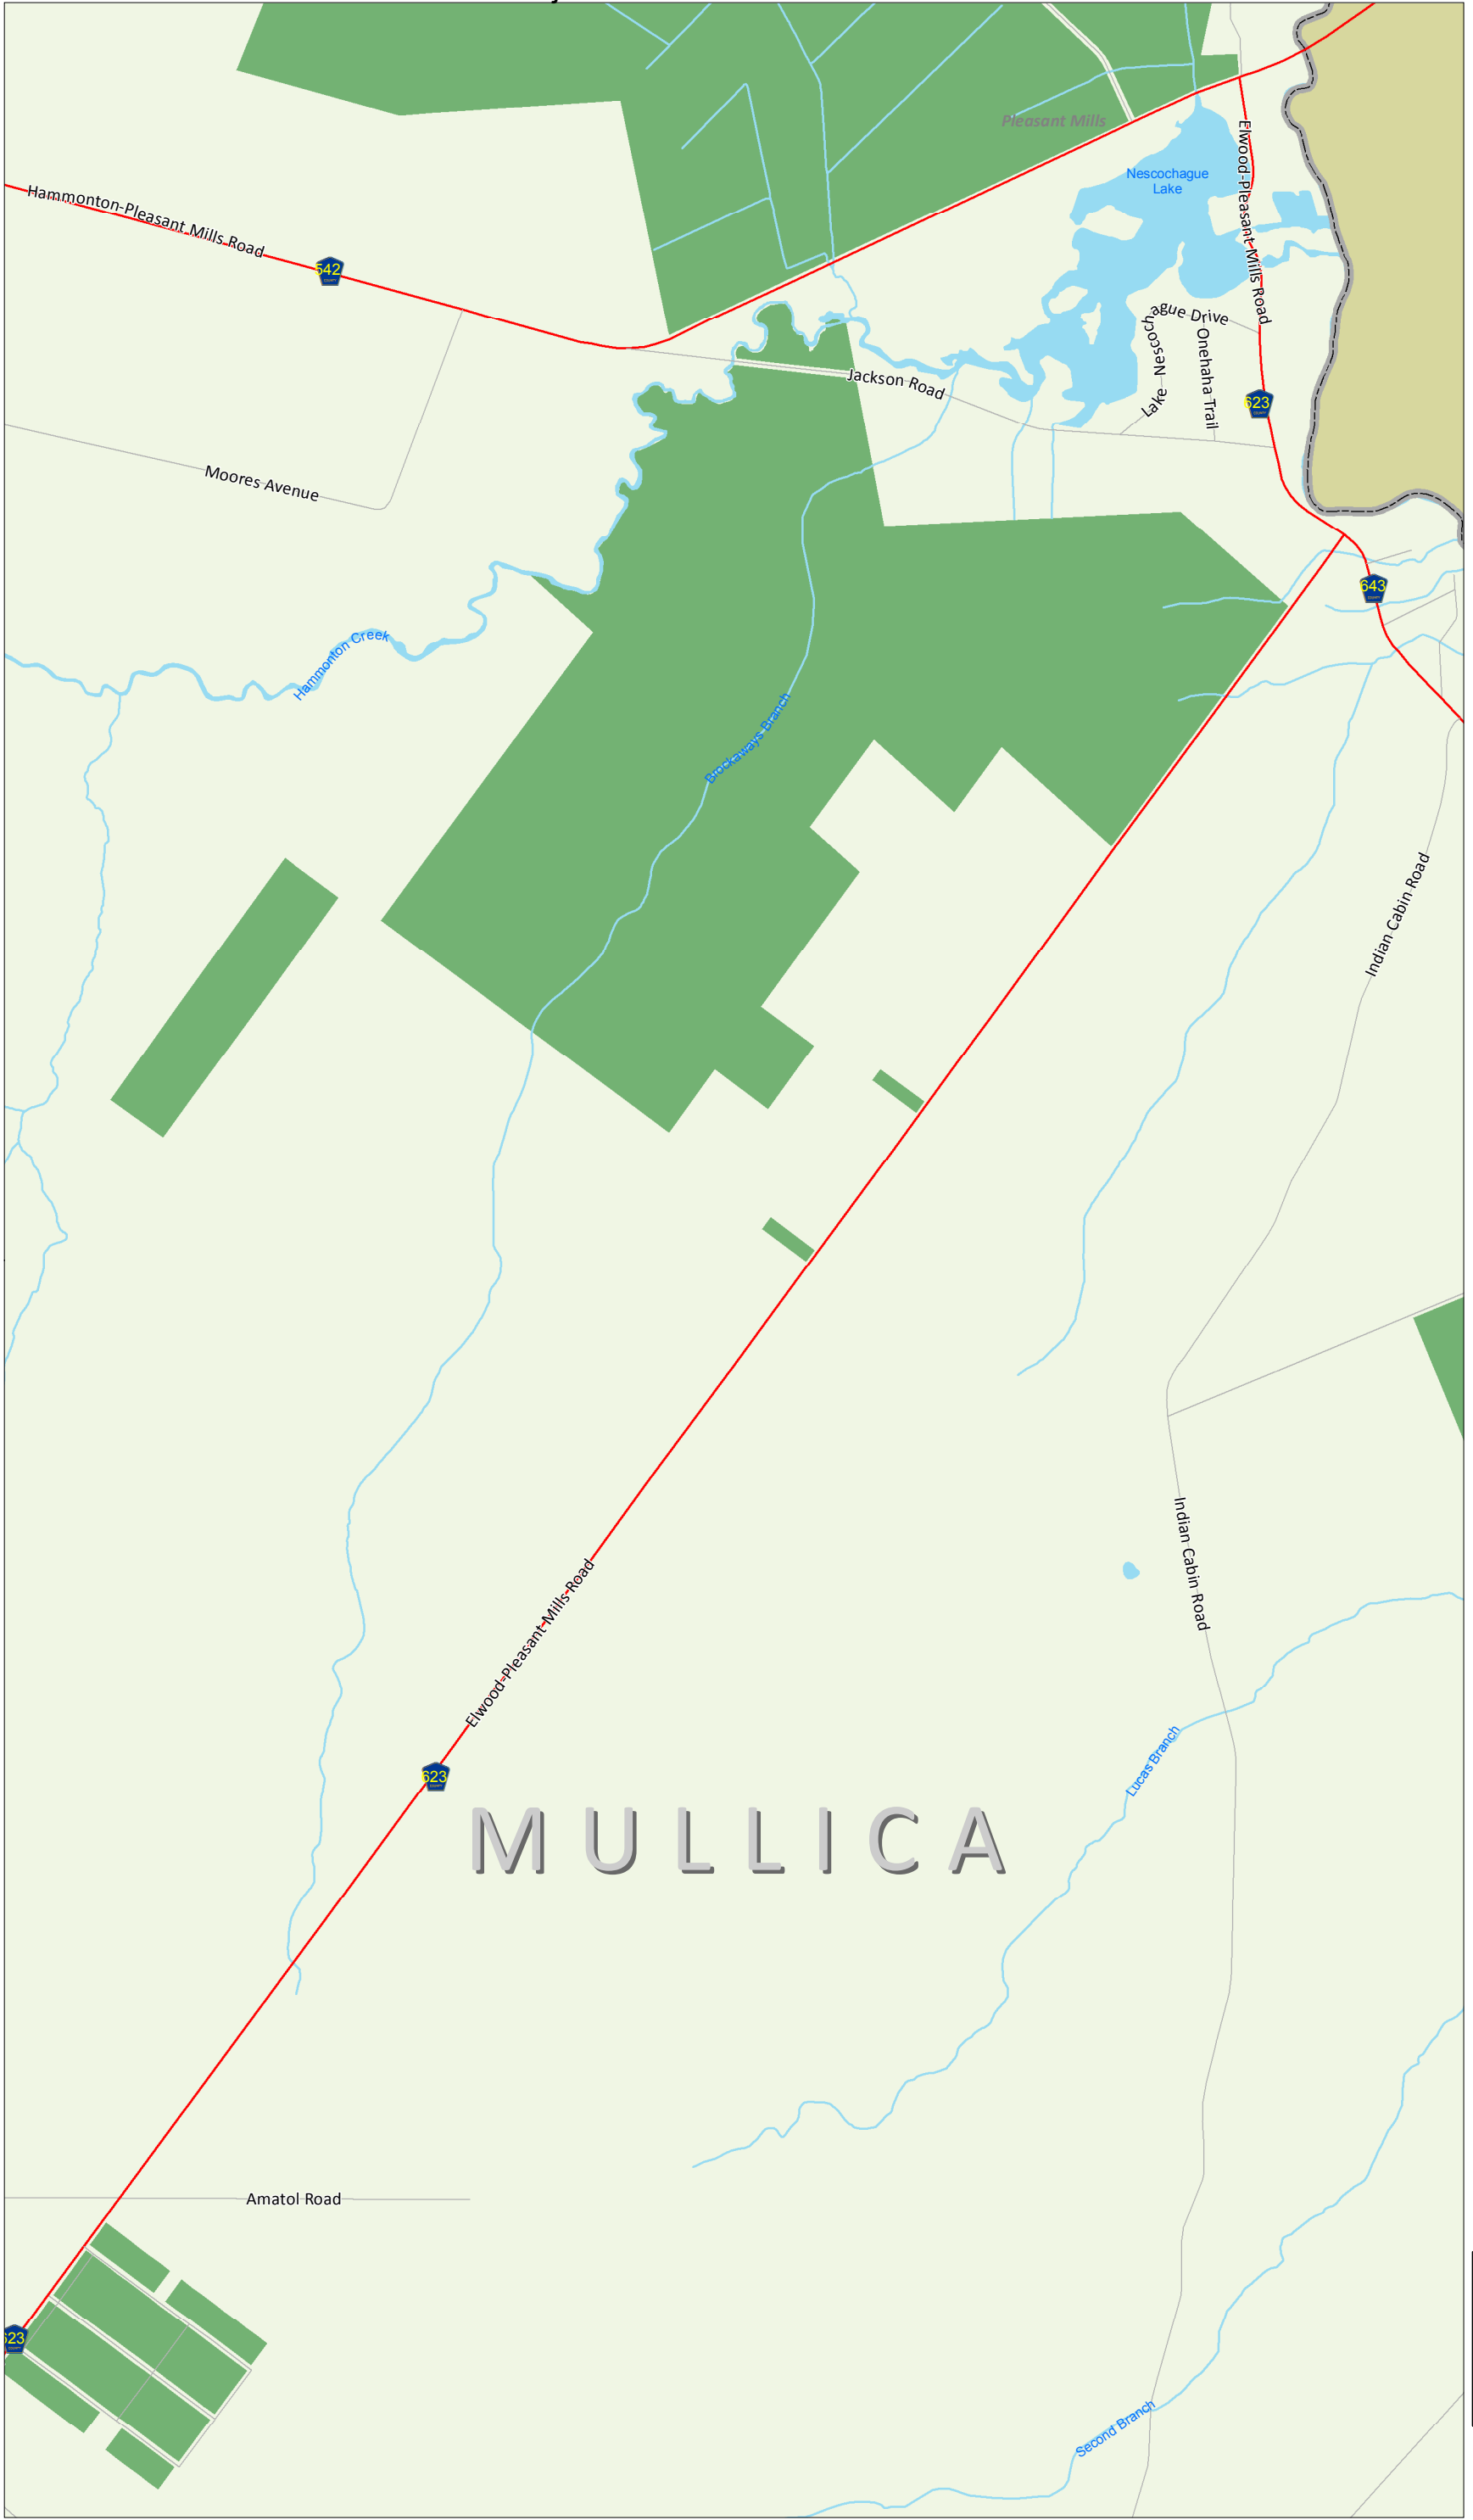 Pleasant Mills
Nescochague
Lake
Elwood-Pleasant Mills Road
Hammonton-Pleasant Mills Road
542
Lake Nescochague Drive
Onehaha Trail
Jackson Road
623
Moores Avenue
643
Hammonton Creek
Brockaways Branch
Indian Cabin Road
Indian Cabin Road
Elwood-Pleasant Mills Road
Lucas Branch
623
MULLICA
Amatol Road
623
Second Branch